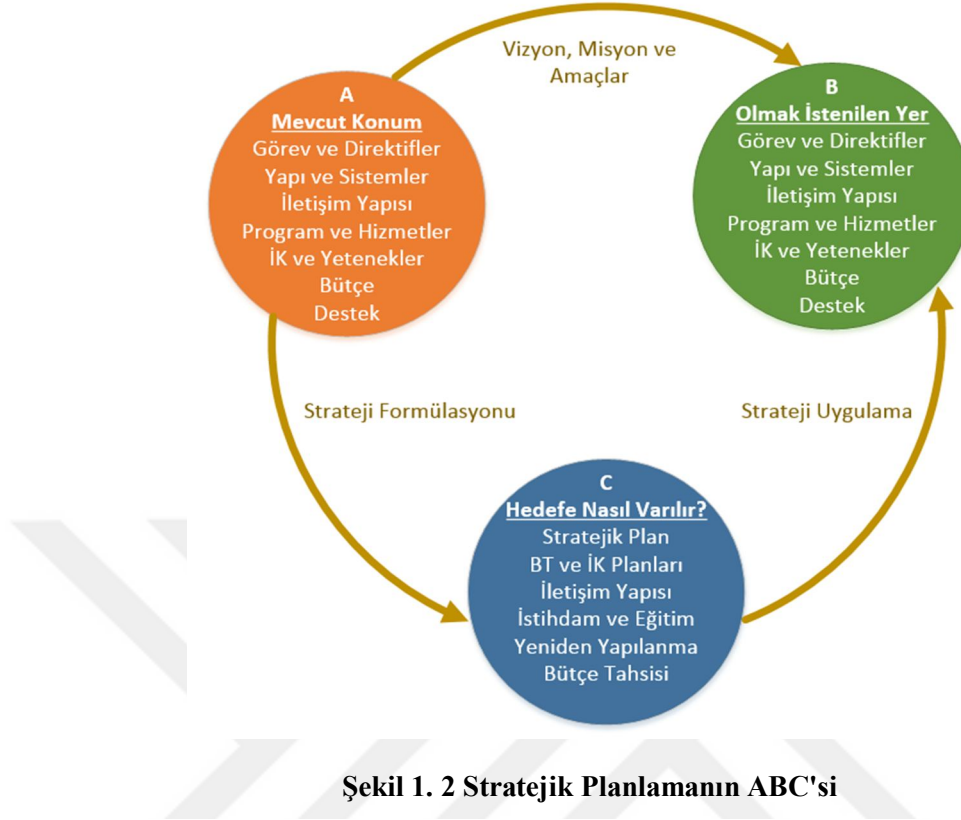 Vizyon, Misyon ve
Amaçlar
A
Mevcut Konum
Görev ve Direktifler
Yapı ve Sistemler
İletişim Yapısı
Program ve Hizmetler
İK ve Yetenekler
Bütçe
Destek
B
Olmak İstenilen Yer
Görev ve Direktifler
Yapı ve Sistemler
İletişim Yapısı
Program ve Hizmetler
İK ve Yetenekler
Bütçe
Destek
Strateji Formülasyonu
Strateji Uygulama
C
Hedefe Nasıl Varılır?
Stratejik Plan
BT ve İK Planları
İletişim Yapısı
İstihdam ve Eğitim
Yeniden Yapılanma
Bütçe Tahsisi
Şekil 1. 2 Stratejik Planlamanın ABC'si